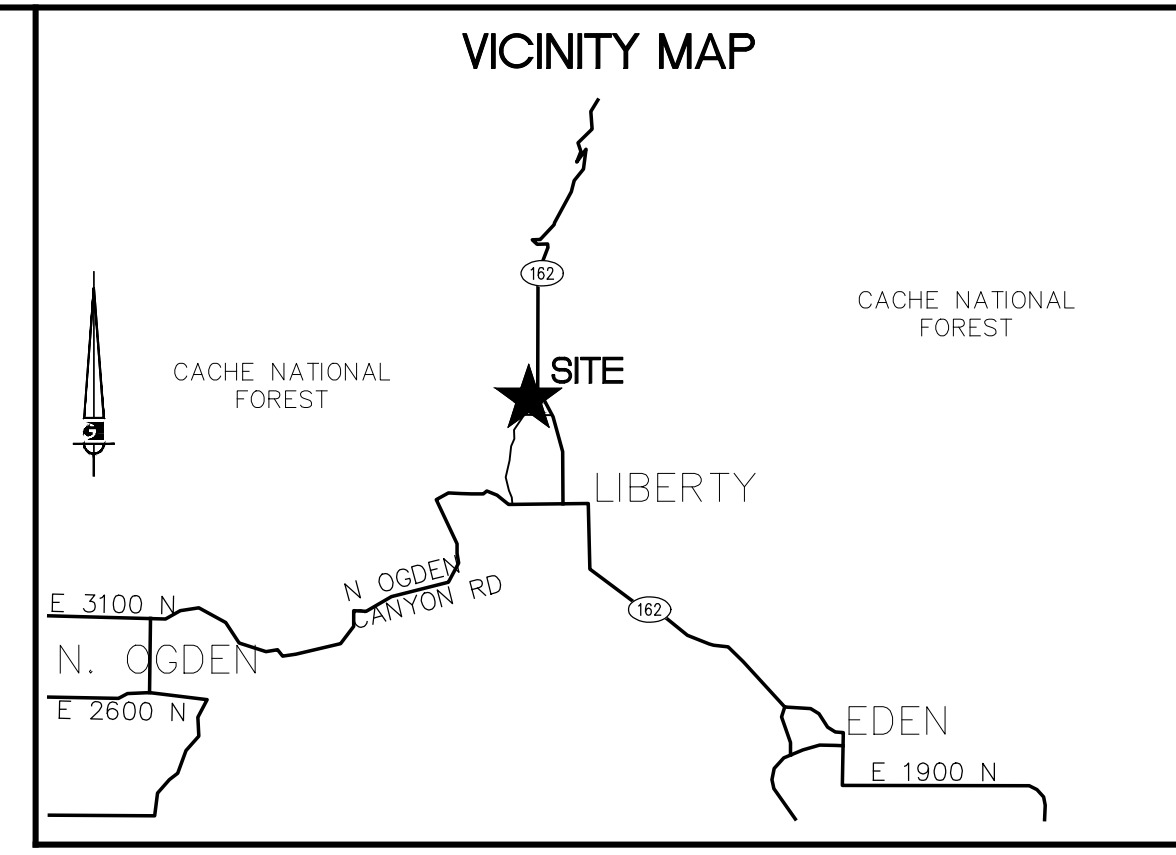 VICINITY MAP
162
CACHE NATIONAL
FOREST
SITE
CACHE NATIONAL
FOREST
G
LIBERTY
N OGDEN
CANYON RD
E 3100 N
162
N. OGDEN
E 2600 N
EDEN
E 1900 N